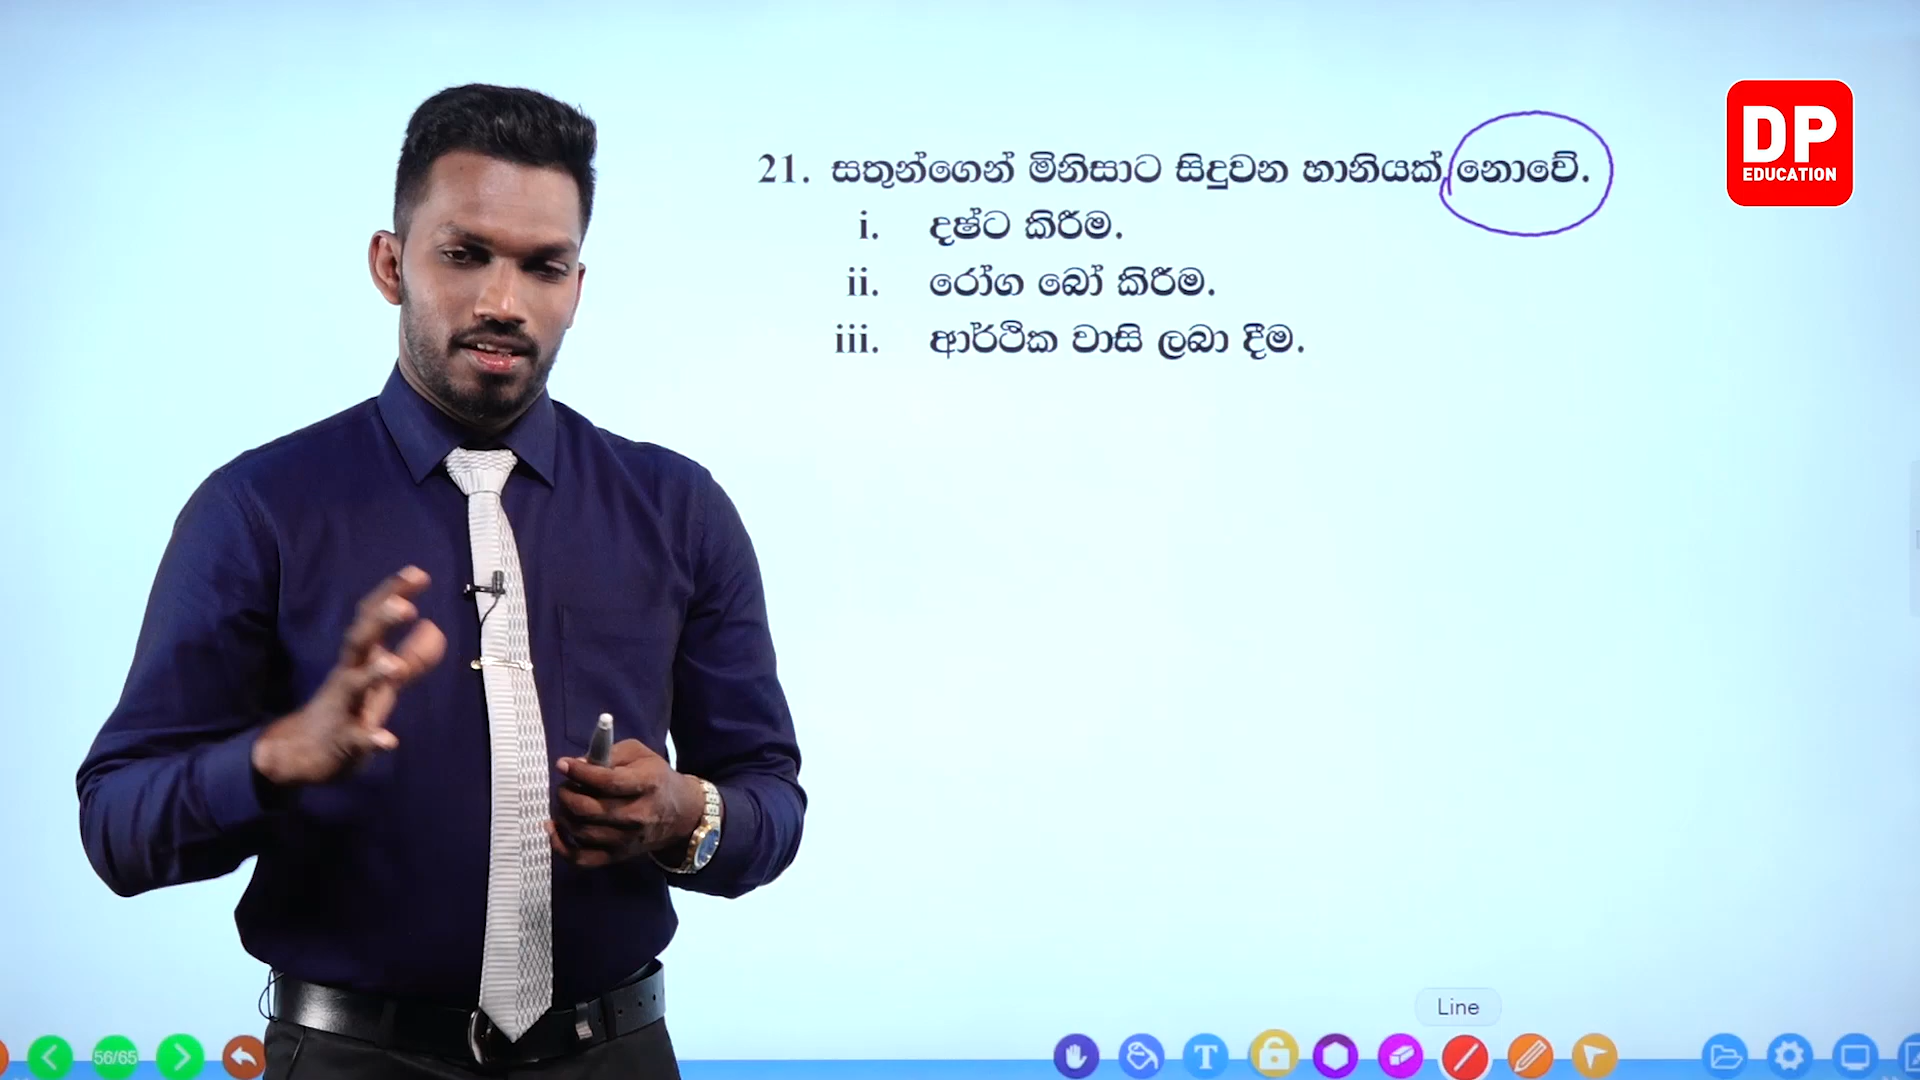 DP
EDUCATION
21. සතුන්ගෙන් මිනිසාට සිදුවන හානියක් නොවේ.
i. දෂ්ට කිරීම.
ii. රෝග බෝ කිරීම.
iii. ආර්ථික වාසි ලබා දීම.
Line
56/65
T